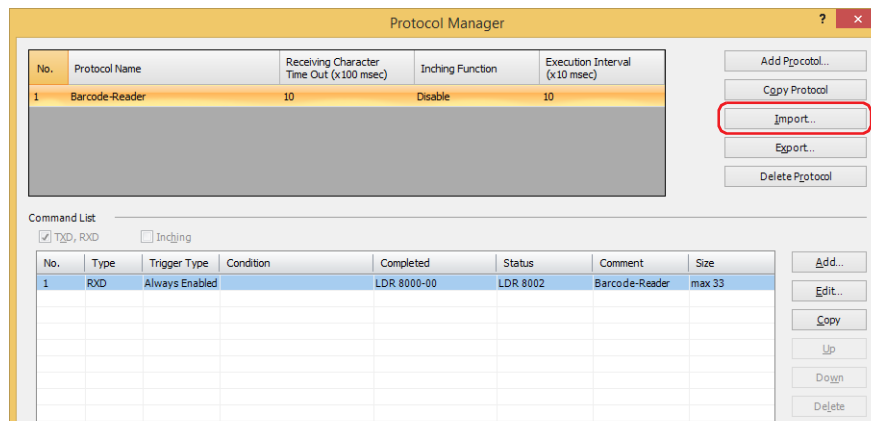 Protocol Manager
? ×
No. Protocol Name Receiving Character Time Out (x100 msec) Inching Function Execution Interval (x10 msec)
1 Barcode-Reader 10 Disable 10
Add Procotol...
Copy Protocol
Import...
Export...
Delete Protocol
Command List
TXD, RXD Inching
No. Type Trigger Type Condition Completed Status Comment Size
1 RXD Always Enabled LDR 8000-00 LDR 8002 Barcode-Reader max 33
Add...
Edit...
Copy
Up
Down
Delete